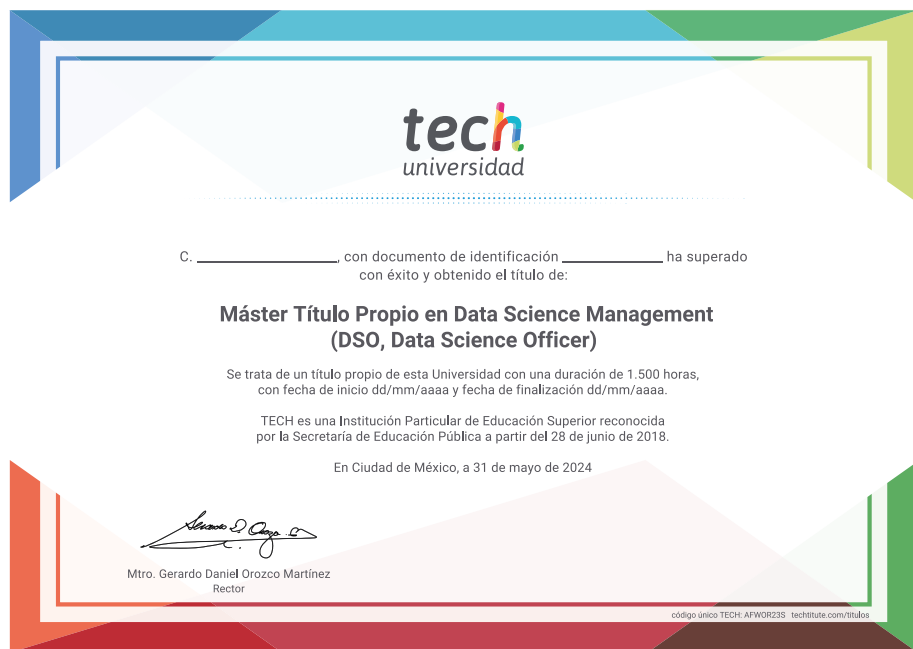 tech
universidad
C. ____________________, con documento de identificación ______________ ha superado
con éxito y obtenido el título de:
Máster Título Propio en Data Science Management
(DSO, Data Science Officer)
Se trata de un título propio de esta Universidad con una duración de 1.500 horas,
con fecha de inicio dd/mm/aaaa y fecha de finalización dd/mm/aaaa.
TECH es una Institución Particular de Educación Superior reconocida
por la Secretaría de Educación Pública a partir del 28 de junio de 2018.
En Ciudad de México, a 31 de mayo de 2024
Mtro. Gerardo Daniel Orozco Martínez
Rector
código único TECH: AFWOR23S techtitute.com/titulos